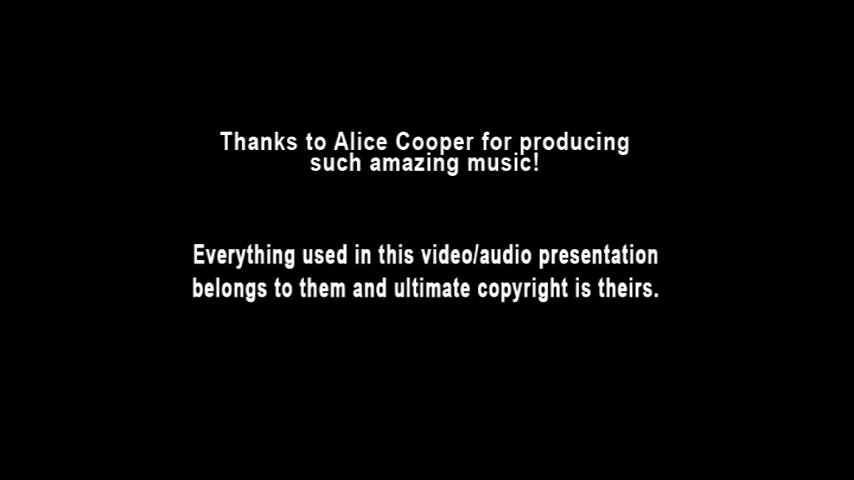 Thanks to Alice Cooper for producing
such amazing music!
Everything used in this video/audio presentation
belongs to them and ultimate copyright is theirs.